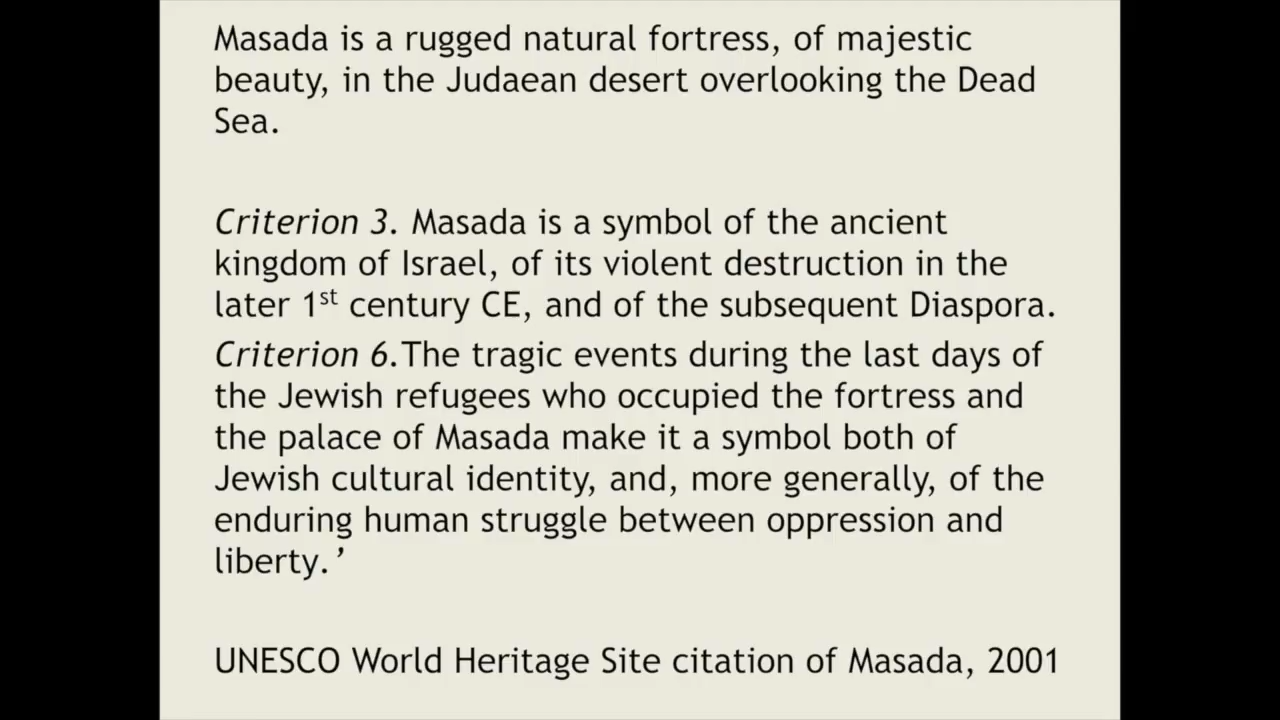 Masada is a rugged natural fortress, of majestic
beauty, in the Judaean desert overlooking the Dead
Sea.
Criterion 3. Masada is a symbol of the ancient
kingdom of Israel, of its violent destruction in the
later 1st century CE, and of the subsequent Diaspora.
Criterion 6.The tragic events during the last days of
the Jewish refugees who occupied the fortress and
the palace of Masada make it a symbol both of
Jewish cultural identity, and, more generally, of the
enduring human struggle between oppression and
liberty.’
UNESCO World Heritage Site citation of Masada, 2001